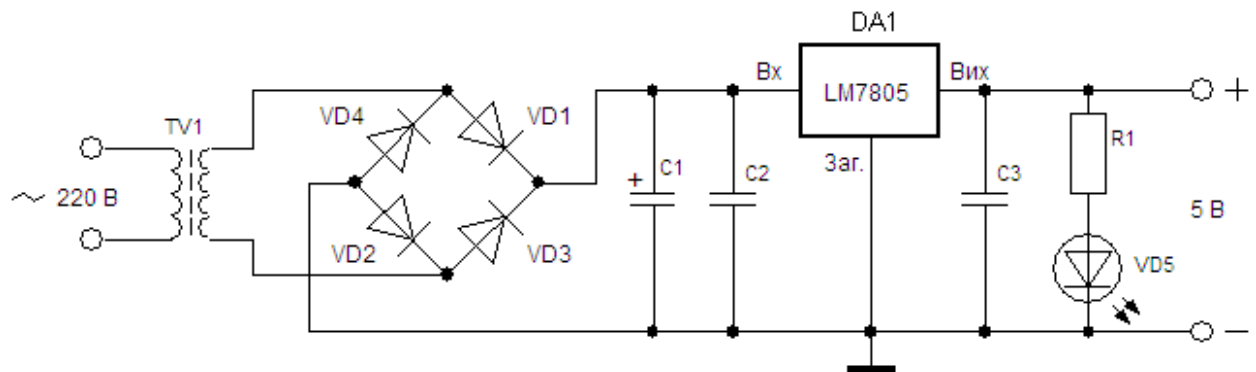 DA1
Вх
LM7805
Вих
VD4
VD1
TV1
R1
Заг.
+
C1
C2
C3
~ 220 В
5 В
VD2
VD3
VD5
+
−